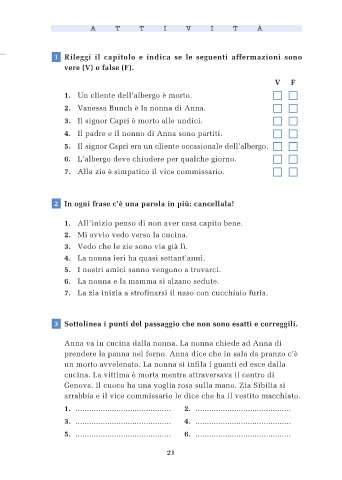 A T T I V I T À
1 Rileggi il capitolo e indica se le seguenti affermazioni sono
vere (V) o false (F).
V F
1. Un cliente dell'albergo è morto.
2. Vanessa Bunch è la nonna di Anna.
3. Il signor Capri è morto alle undici.
4. Il padre e il nonno di Anna sono partiti.
5. Il signor Capri era un cliente occasionale dell'albergo.
6. L'albergo deve chiudere per qualche giorno.
7. Alla zia è simpatico il vice commissario.
2 In ogni frase c'è una parola in più: cancellala!
1. All'inizio penso di non aver casa capito bene.
2. Mi avvio vedo verso la cucina.
3. Vedo che le zie sono via già lì.
4. La nonna ieri ha quasi settant'anni.
5. I nostri amici sanno vengono a trovarci.
6. La nonna e la mamma si alzano sedute.
7. La zia inizia a strofinarsi il naso con cucchiaio furia.
3 Sottolinea i punti del passaggio che non sono esatti e correggili.
Anna va in cucina dalla nonna. La nonna chiede ad Anna di
prendere la panna nel forno. Anna dice che in sala da pranzo c'è
un morto avvelenato. La nonna si infila i guanti ed esce dalla
cucina. La vittima è morta mentre attraversava il centro di
Genova. Il cuoco ha una voglia rosa sulla mano. Zia Sibilia si
arrabbia e il vice commissario le dice che ha il vestito macchiato.
1. .......................................... 2. ..........................................
3. .......................................... 4. ..........................................
5. .......................................... 6. ..........................................
21